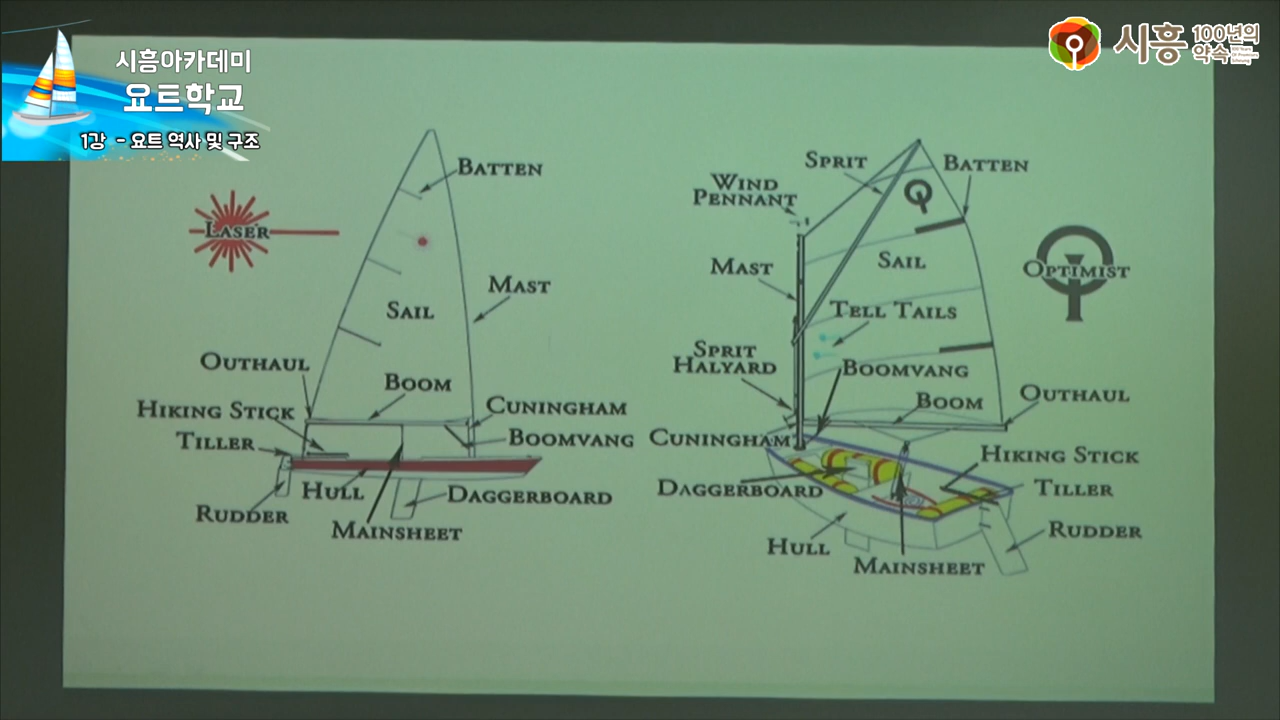 시흥아카데미
요트학교
1강 - 요트 역사 및 구조
시흥 100년의
약속
LASER
BATTEN
MAST
SAIL
OUTHAUL
BOOM
HIKING STICK
CUNINGHAM
TILLER
BOOMVANG
HULL
DAGGERBOARD
RUDDER
MAINSHEET
SPRIT
BATTEN
WIND
PENNANT
MAST
SAIL
OPTIMIST
TELL TAILS
SPRIT
HALYARD
BOOMVANG
BOOM
OUTHAUL
CUNINGHAM
HIKING STICK
DAGGERBOARD
TILLER
HULL
RUDDER
MAINSHEET